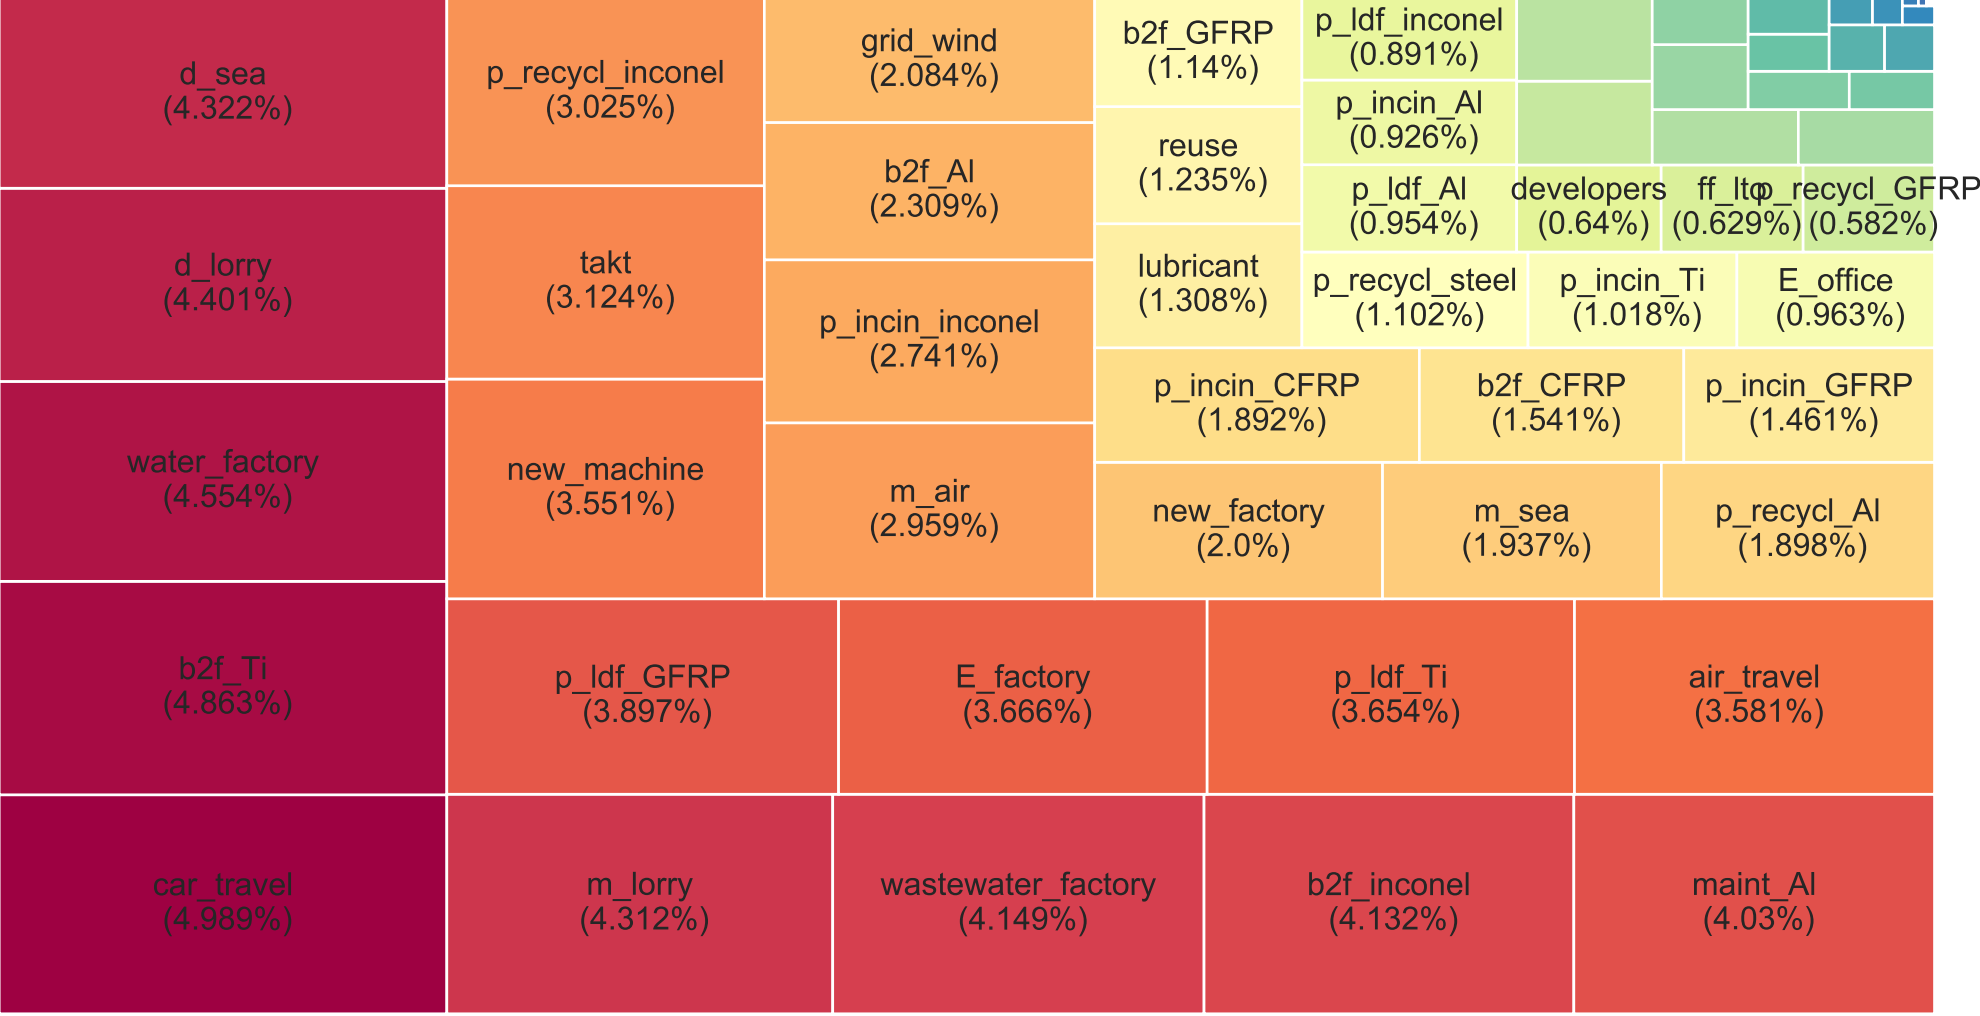 d_sea
(4.322%)
d_lorry
(4.401%)
water_factory
(4.554%)
b2f_Ti
(4.863%)
car_travel
(4.989%)
p_recycl_inconel
(3.025%)
takt
(3.124%)
new_machine
(3.551%)
grid_wind
(2.084%)
b2f_Al
(2.309%)
p_incin_inconel
(2.741%)
m_air
(2.959%)
b2f_GFRP
(1.14%)
reuse
(1.235%)
lubricant
(1.308%)
p_ldf_inconel
(0.891%)
p_incin_Al
(0.926%)
p_ldf_Al
(0.954%)
developers
(0.64%)
ff_lto
(0.629%)
p_recycl_GFRP
(0.582%)
p_recycl_steel
(1.102%)
p_incin_Ti
(1.018%)
E_office
(0.963%)
p_incin_CFRP
(1.892%)
b2f_CFRP
(1.541%)
p_incin_GFRP
(1.461%)
new_factory
(2.0%)
m_sea
(1.937%)
p_recycl_Al
(1.898%)
p_ldf_GFRP
(3.897%)
E_factory
(3.666%)
p_ldf_Ti
(3.654%)
air_travel
(3.581%)
m_lorry
(4.312%)
wastewater_factory
(4.149%)
b2f_inconel
(4.132%)
maint_Al
(4.03%)